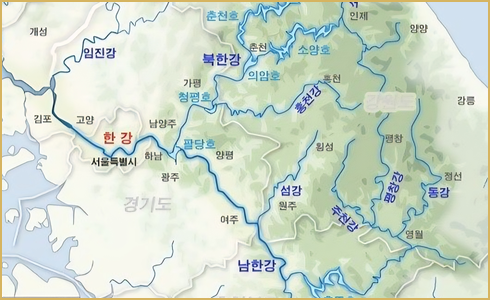 춘천호
인제
양양
개성
임진강
춘천
소양호
북한강
의암호
가평
홍천
청평호
홍천강
강릉
김포
고양
남양주
한 강
팔당호
평창
서울특별시
하남
양평
횡성
광주
정선
섬강
평창강
동강
경기도
원주
여주
주천강
영월
남한강